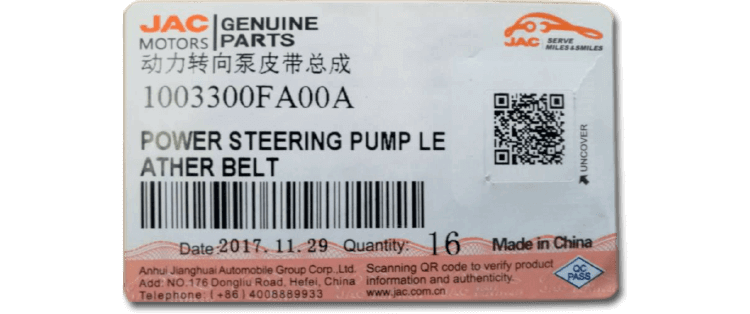 JAC MOTORS GENUINE PARTS
JAC SERVE MILES & SMILES
动力转向泵皮带总成
1003300FA00A
POWER STEERING PUMP LE
ATHER BELT
UNCOVER
Date:2017.11.29 Quantity: 16 Made in China
Anhui Jianghuai Automobile Group Corp.,Ltd.
Add: NO.176 Dongliu Road, Hefei, China
Telephone: (+86) 4008889933
Scanning QR code to verify product
information and authenticity.
www.jac.com.cn
QC PASS